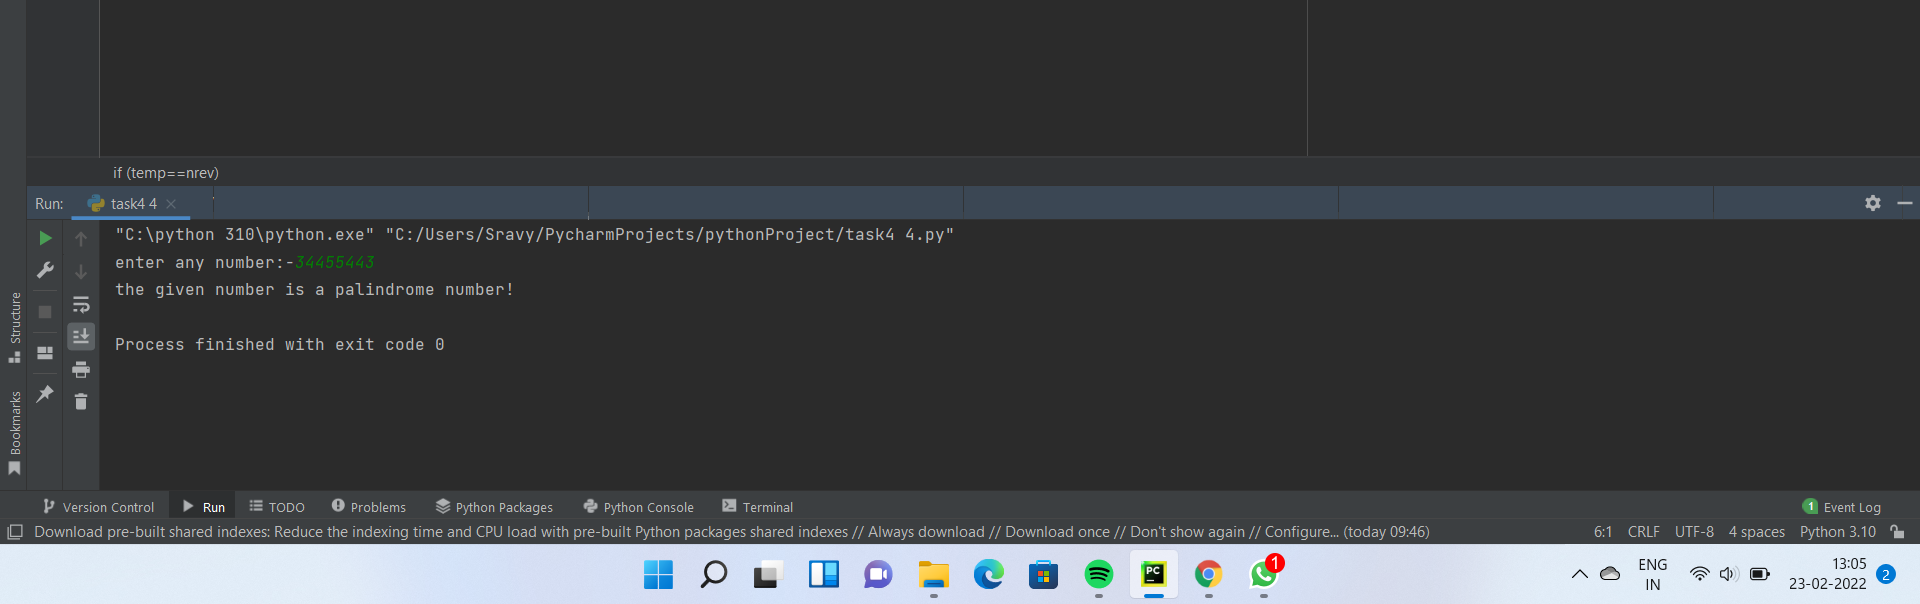 if (temp==nrev)
Run: task4 4
"C:\python 310\python.exe" "C:/Users/Sravy/PycharmProjects/pythonProject/task4 4.py"
enter any number:-34455443
the given number is a palindrome number!
Process finished with exit code 0
Structure
Bookmarks
Version Control Run TODO Problems Python Packages Python Console Terminal 1 Event Log
Download pre-built shared indexes: Reduce the indexing time and CPU load with pre-built Python packages shared indexes // Always download // Download once // Don't show again // Configure... (today 09:46) 6:1 CRLF UTF-8 4 spaces Python 3.10
PC 1 ENG 13:05
IN 23-02-2022 2